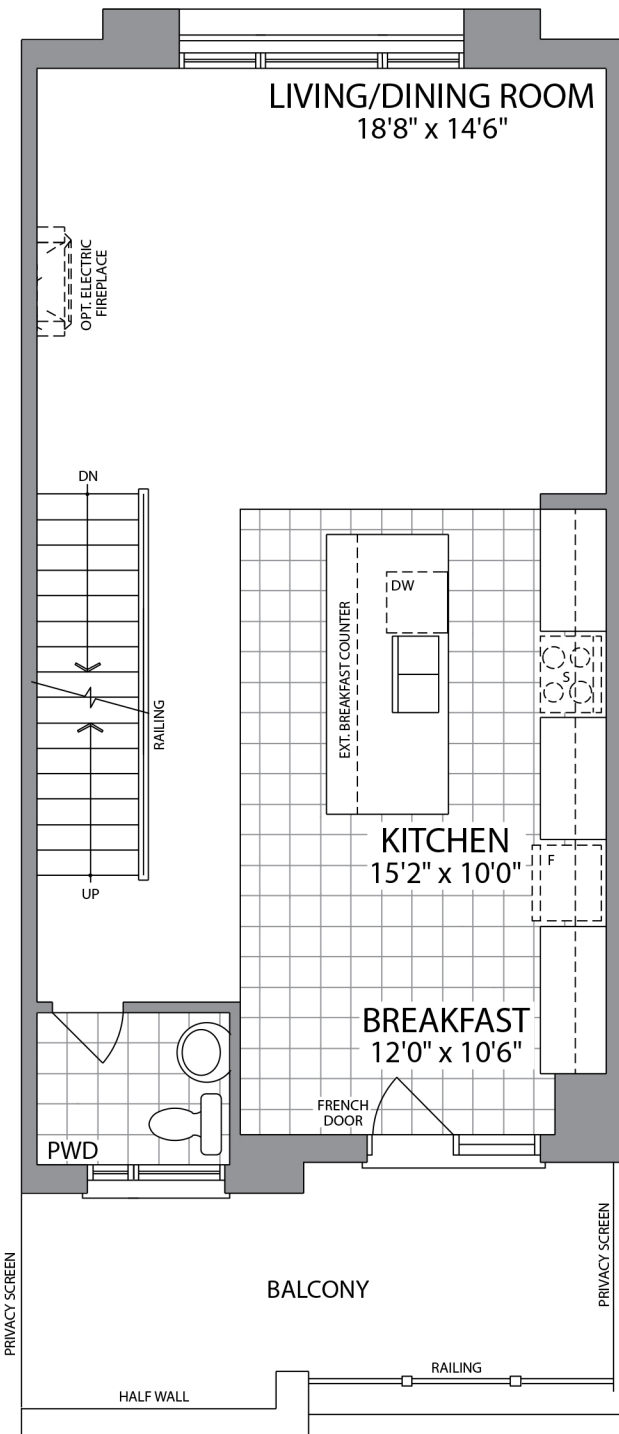 LIVING/DINING ROOM
18'8" x 14'6"
OPT. ELECTRIC
FIREPLACE
DN
DW
EXT. BREAKFAST COUNTER
S
RAILING
KITCHEN
15'2" x 10'0"
F
UP
BREAKFAST
12'0" x 10'6"
FRENCH
DOOR
PWD
PRIVACY SCREEN
PRIVACY SCREEN
BALCONY
RAILING
HALF WALL